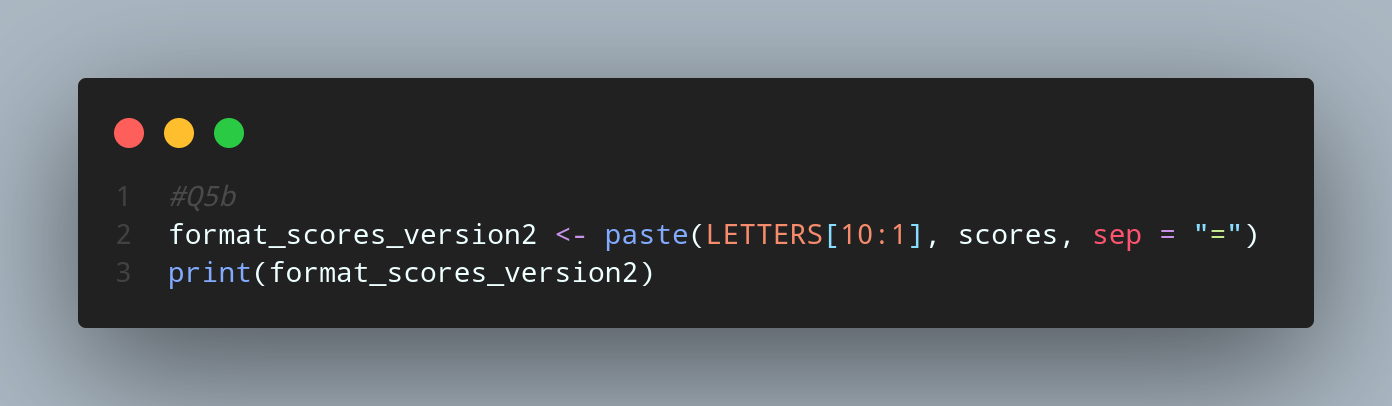 1 #Q5b
2 format_scores_version2 <- paste(LETTERS[10:1], scores, sep = "=")
3 print(format_scores_version2)